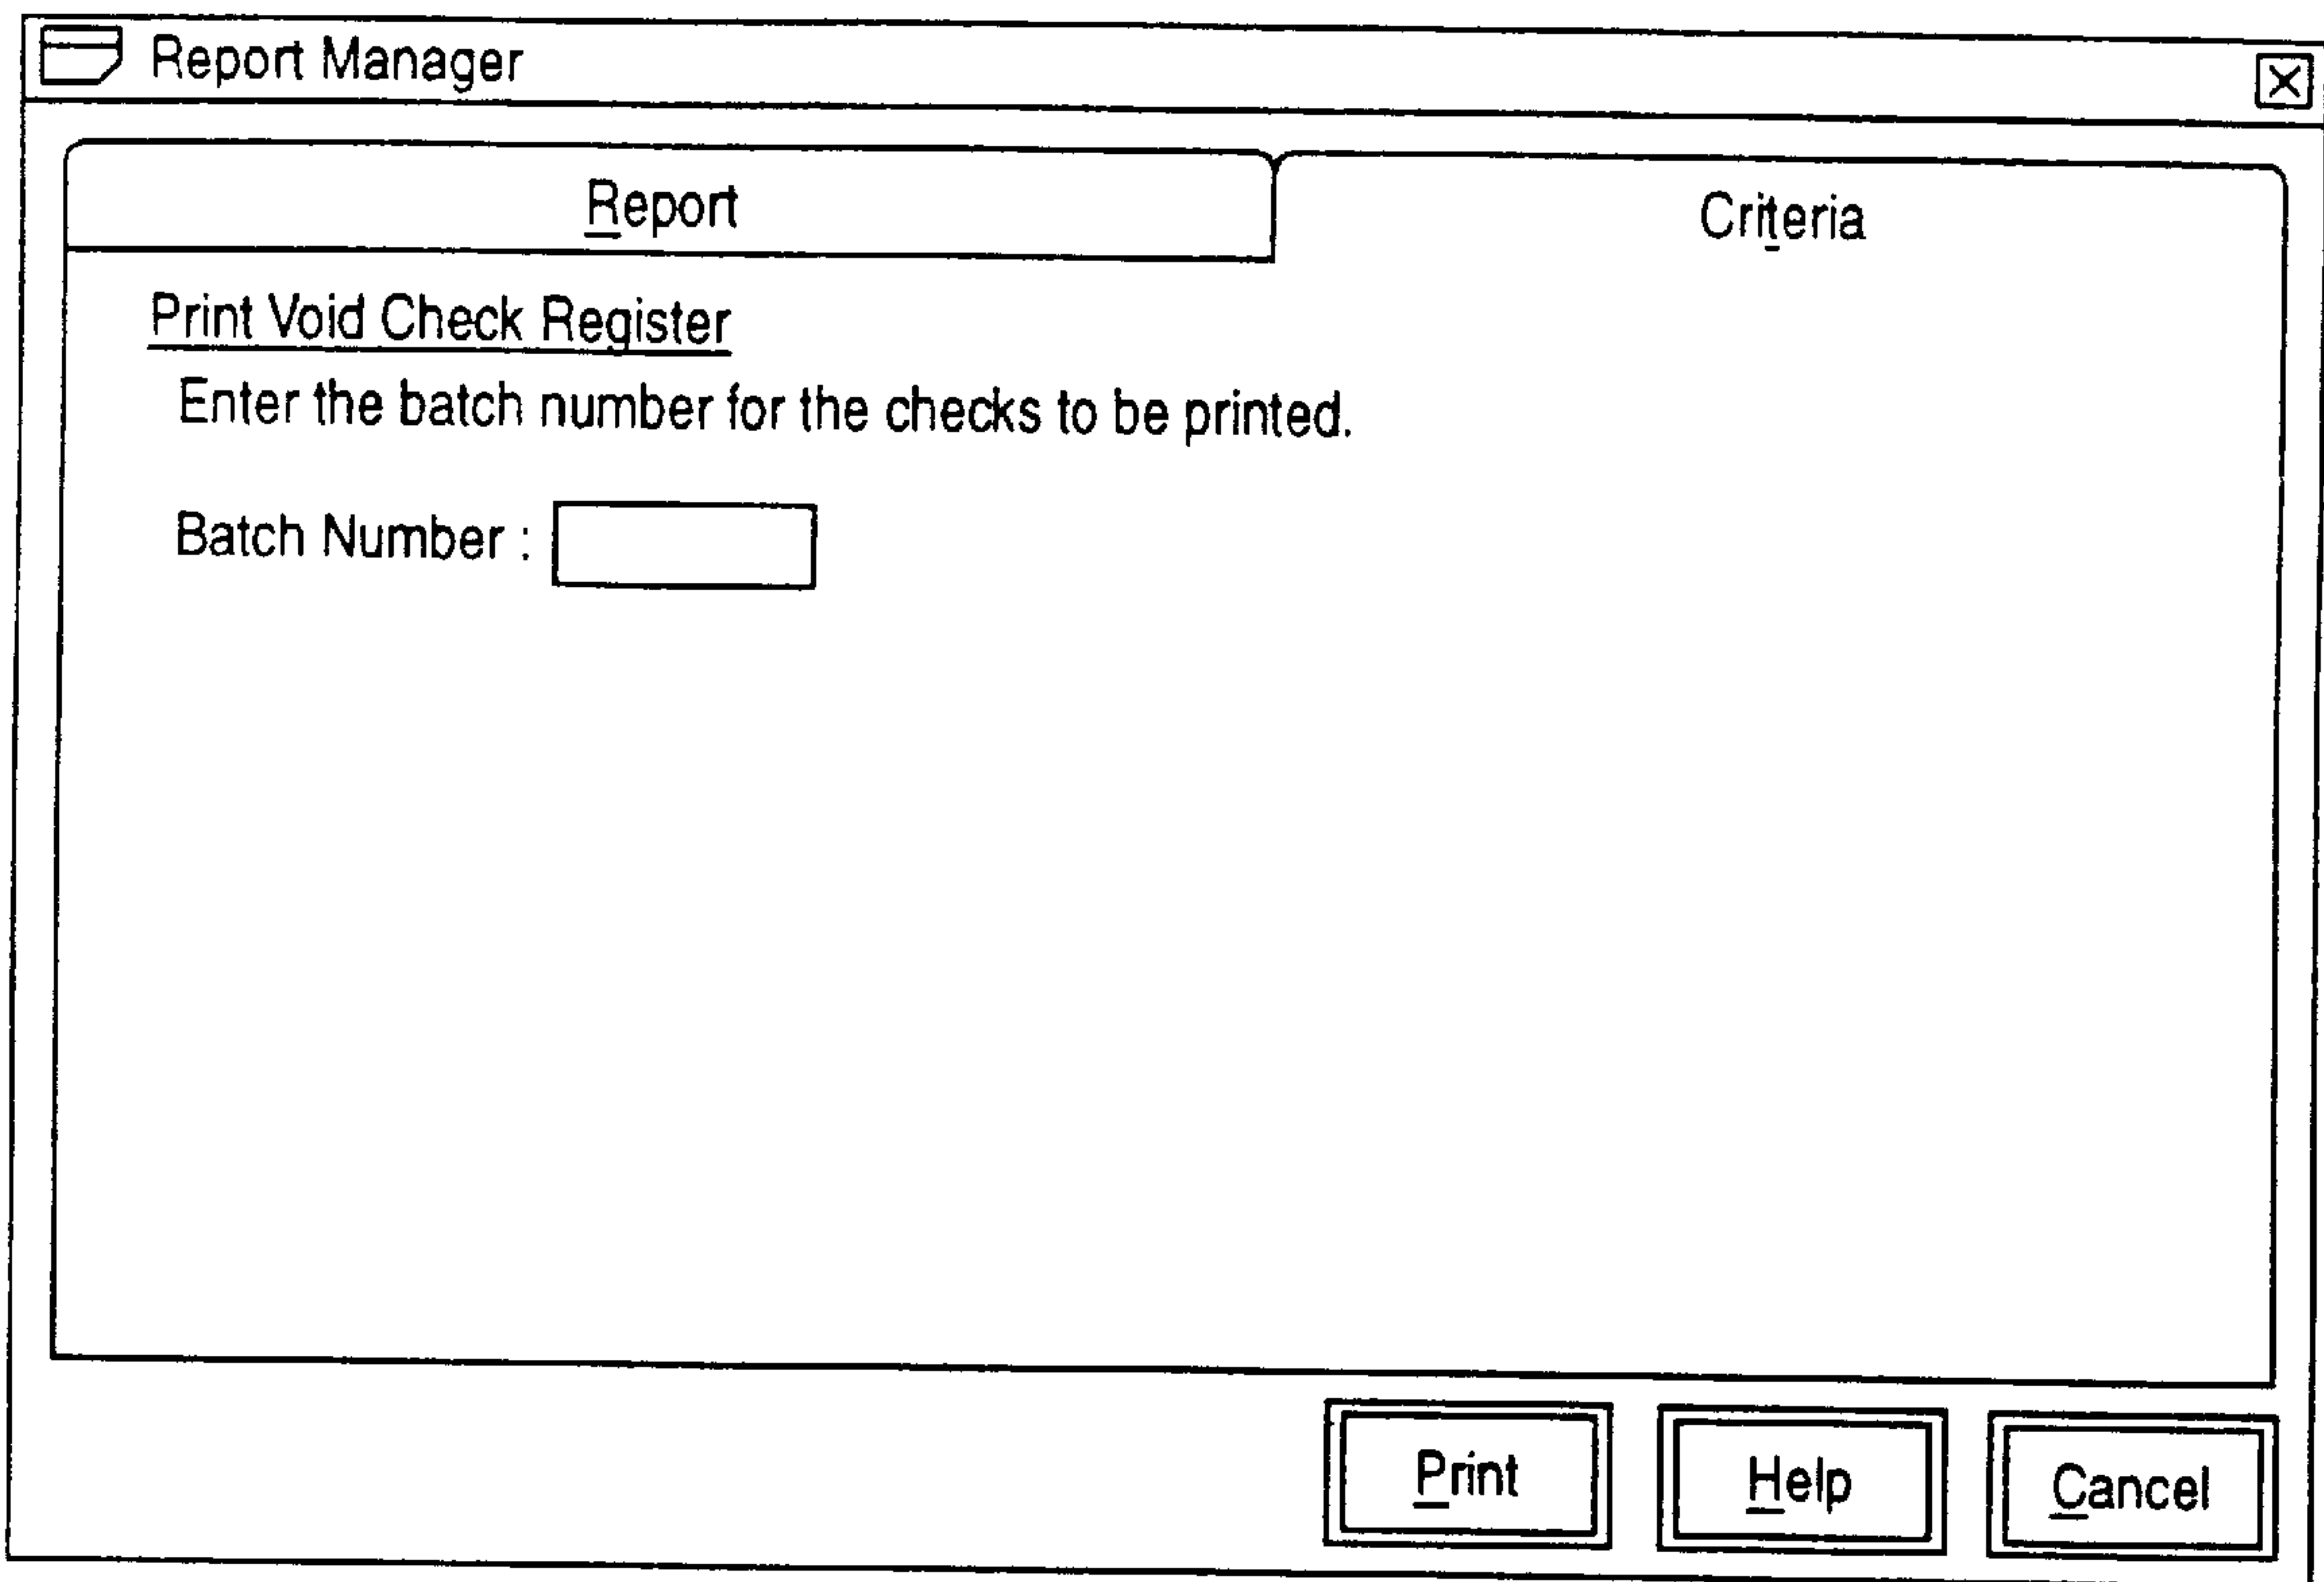 Report Manager
Report
Criteria
Print Void Check Register
Enter the batch number for the checks to be printed.
Batch Number :
Print
Help
Cancel